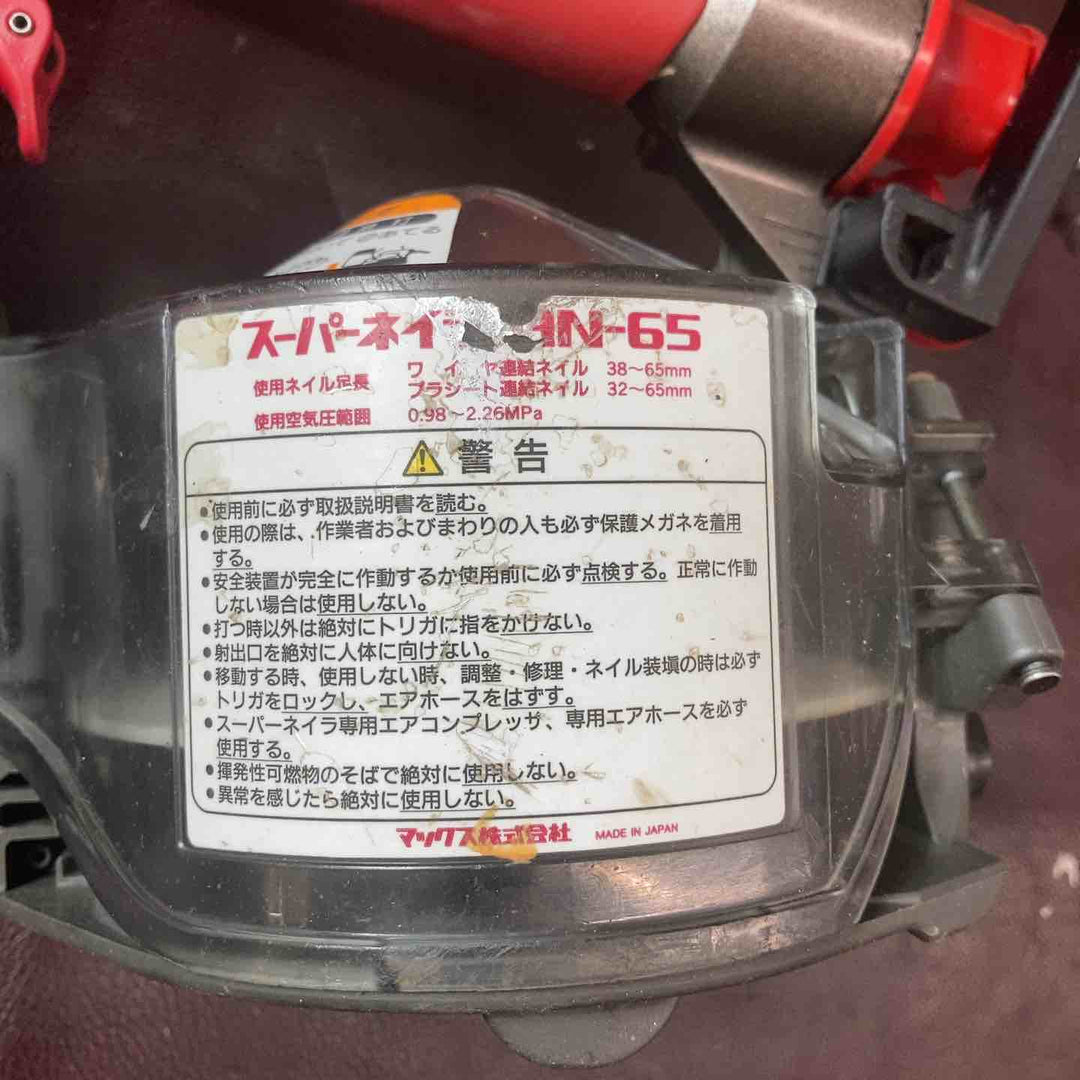 てる
スーパーネイ HN-65
使用ネイル足長
ワイヤ連結ネイル 38～65mm
プラシート連結ネイル 32～65mm
使用空気圧範囲 0.98～2.26MPa
警告
●使用前に必ず取扱説明書を読む。
●使用の際は、作業者およびまわりの人も必ず保護メガネを着用
する。
●安全装置が完全に作動するか使用前に必ず点検する。正常に作動
しない場合は使用しない。
●打つ時以外は絶対にトリガに指をかけない。
●射出口を絶対に人体に向けない。
●移動する時、使用しない時、調整・修理・ネイル装塡の時は必ず
トリガをロックし、エアホースをはずす。
●スーパーネイラ専用エアコンプレッサ、専用エアホースを必ず
使用する。
●揮発性可燃物のそばで絶対に使用しない。
●異常を感じたら絶対に使用しない。
マックス株式会社 MADE IN JAPAN